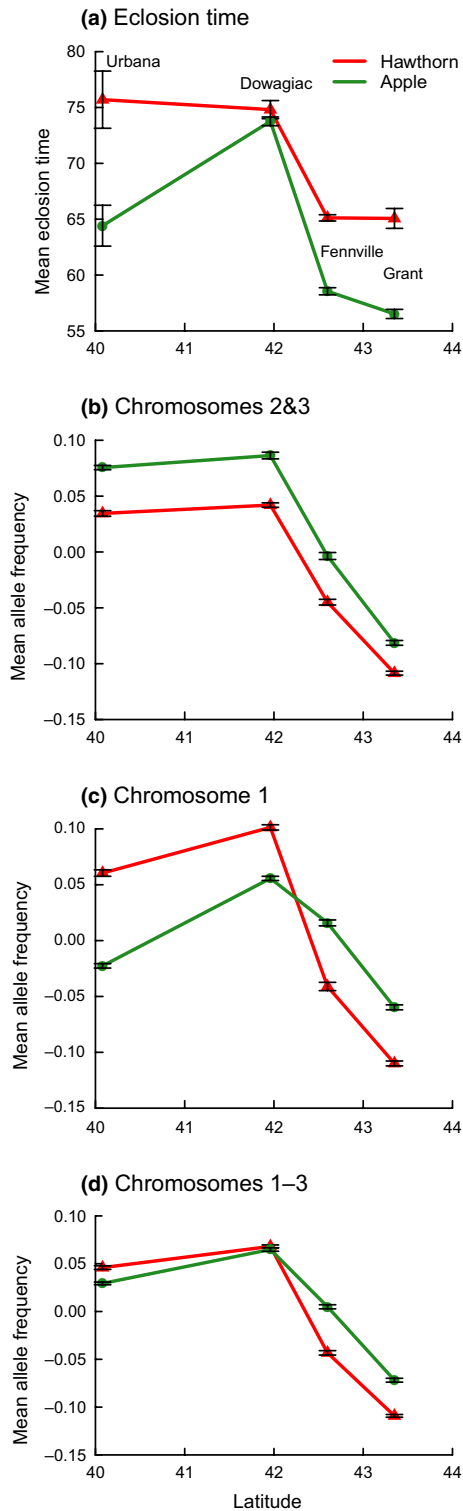 (a) Eclosion time
80
75
70
65
60
55
Mean eclosion time
Urbana
Dowagiac
Fennville
Grant
Hawthorn
Apple
40 41 42 43 44
(b) Chromosomes 2&3
0.10
0.05
0.00
–0.05
–0.10
–0.15
Mean allele frequency
40 41 42 43 44
(c) Chromosome 1
0.10
0.05
0.00
–0.05
–0.10
–0.15
Mean allele frequency
40 41 42 43 44
(d) Chromosomes 1–3
0.10
0.05
0.00
–0.05
–0.10
–0.15
Mean allele frequency
40 41 42 43 44
Latitude